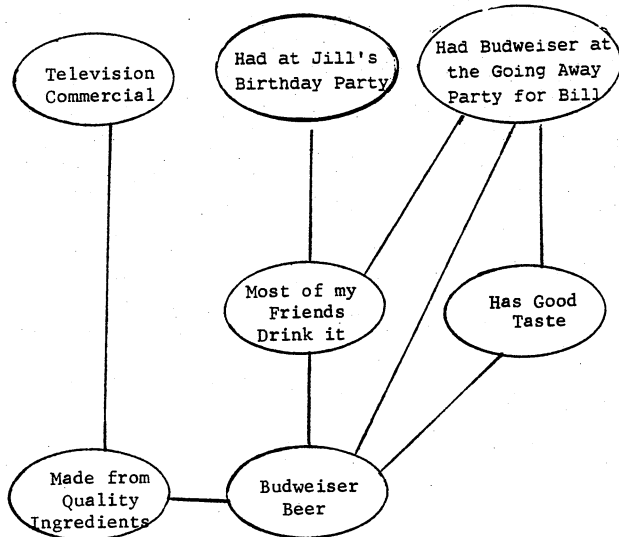 Television
Commercial
Had at Jill's
Birthday Party
Had Budweiser at
the Going Away
Party for Bill
Most of my
Friends
Drink it
Has Good
Taste
Made from
Quality
Ingredients
Budweiser
Beer